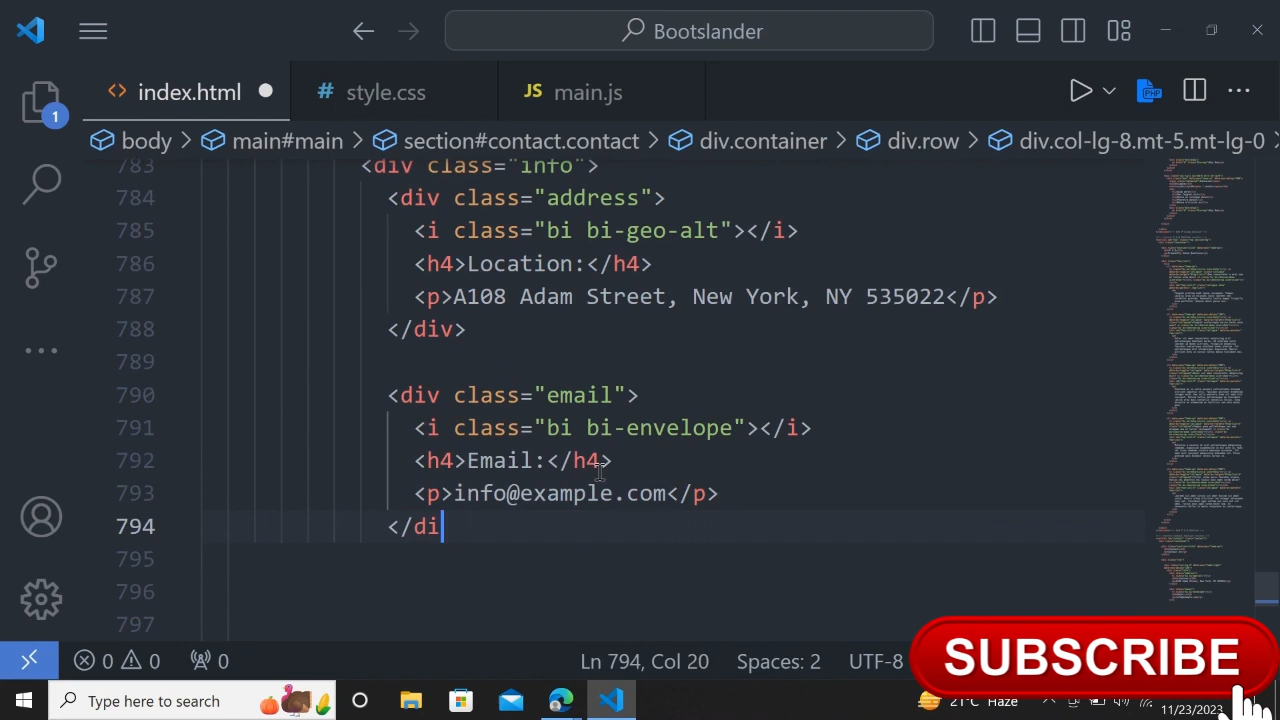 Bootslander
1
index.html
# style.css
JS main.js
PHP
body > main#main > section#contact.contact > div.container > div.row > div.col-lg-8.mt-5.mt-lg-0 >
783 <div class="info">
784 <div class="address">
785 <i class="bi bi-geo-alt"></i>
786 <h4>Location:</h4>
787 Street, New York, NY 535022</p>
788 </div>
789
790 <div class="email">
791 <i class="bi bi-envelope"></i>
792 <h4>Email:</h4>
793 <p>info@example.com</p>
794 </di
795
796
797
0 0 0 Ln 794, Col 20 Spaces: 2 UTF-8
SUBSCRIBE
Type here to search
21°C Haze
11/23/2023